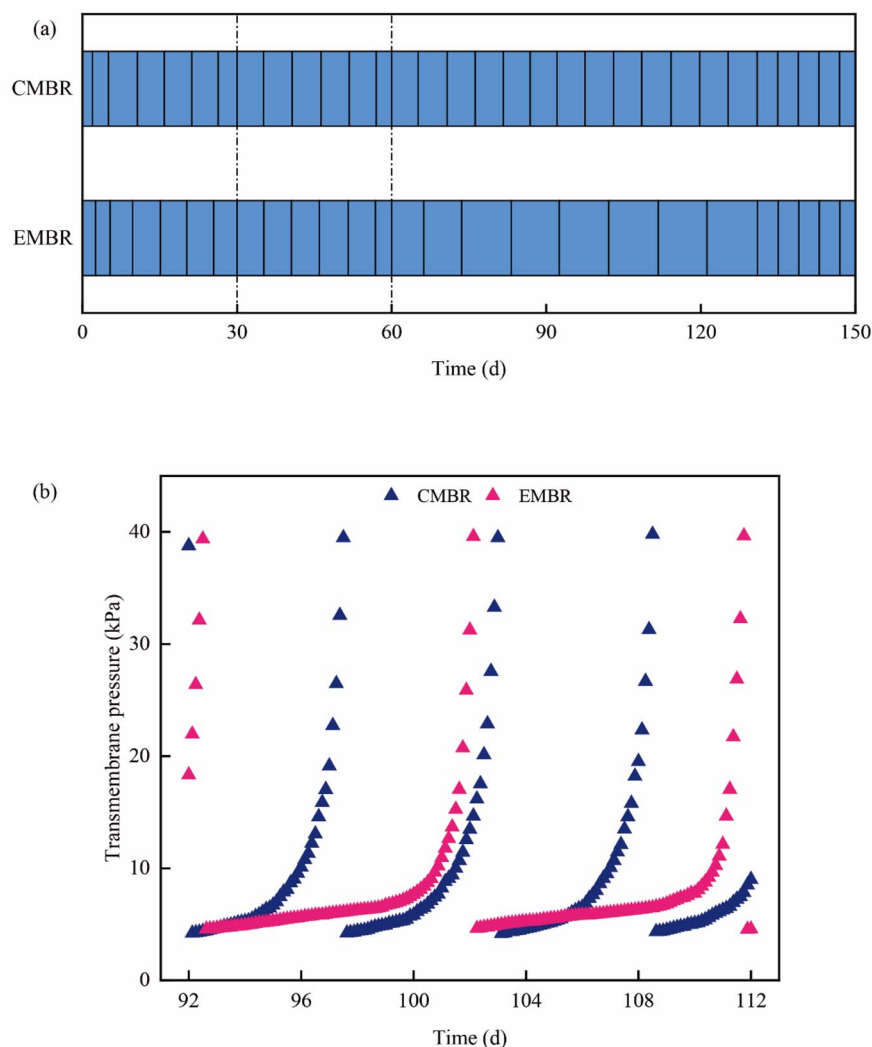 (a)
CMBR
EMBR
0 30 60 90 120 150
Time (d)
(b)
CMBR EMBR
40
30
20
10
0
Transmembrane pressure (kPa)
92 96 100 104 108 112
Time (d)